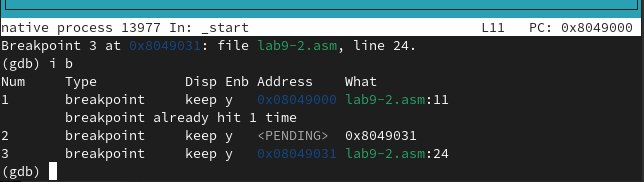 native process 13977 In: _start L11 PC: 0x8049000
Breakpoint 3 at 0x8049031: file lab9-2.asm, line 24.
(gdb) i b
Num Type Disp Enb Address What
1 breakpoint keep y 0x08049000 lab9-2.asm:11
breakpoint already hit 1 time
2 breakpoint keep y <PENDING> 0x8049031
3 breakpoint keep y 0x08049031 lab9-2.asm:24
(gdb)